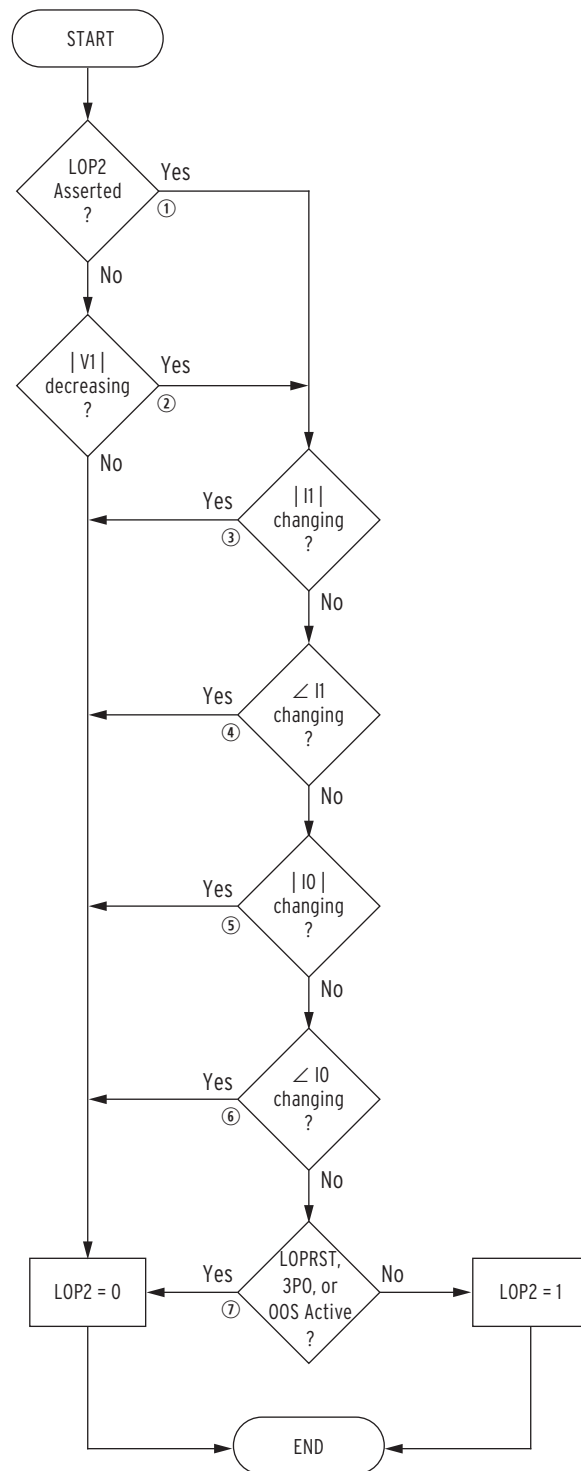 START
LOP2
Asserted
?
Yes
①
No
| V1 |
decreasing
?
Yes
②
No
| I1 |
changing
?
Yes
③
No
∠ I1
changing
?
Yes
④
No
| I0 |
changing
?
Yes
⑤
No
∠ I0
changing
?
Yes
⑥
No
LOPRST,
3PO, or
OOS Active
?
Yes
⑦
No
LOP2 = 0
LOP2 = 1
END